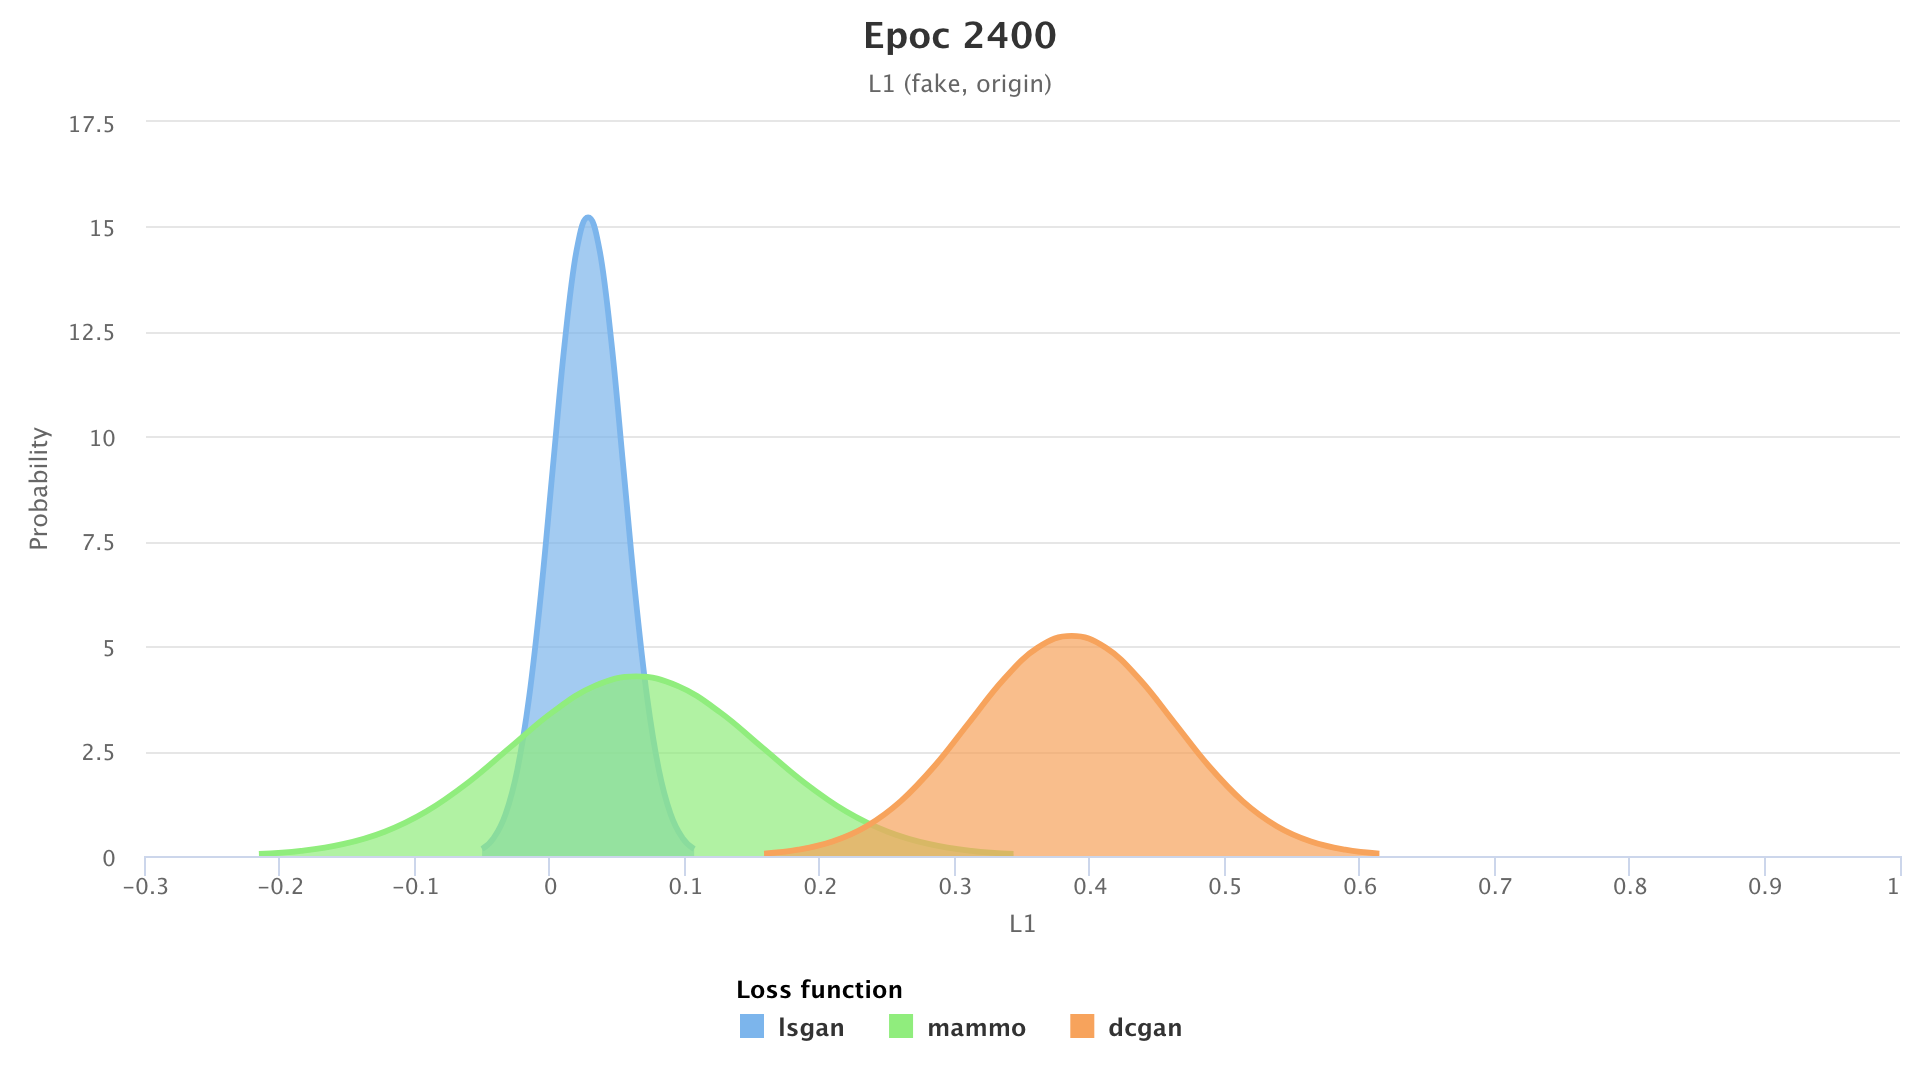 Epoc 2400
L1 (fake, origin)
17.5
15
12.5
10
7.5
5
2.5
0
Probability
−0.3 −0.2 −0.1 0 0.1 0.2 0.3 0.4 0.5 0.6 0.7 0.8 0.9 1
L1
Loss function
lsgan mammo dcgan